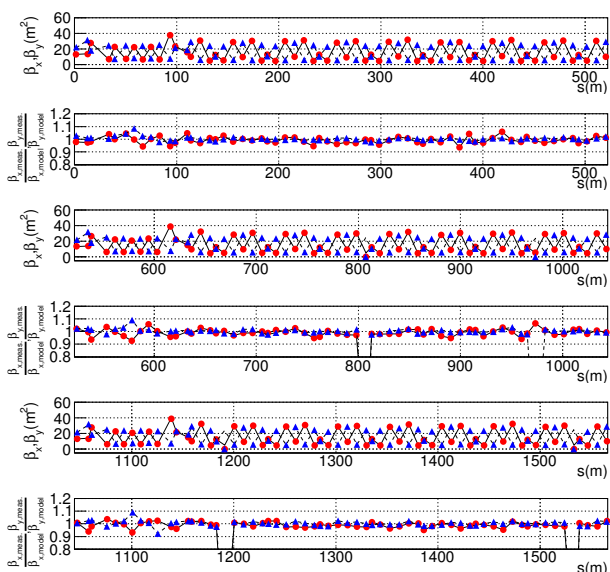 60
40
20
0
β_x,β_y(m²)
0 100 200 300 400 500
s(m)
1.2
1.1
1
0.9
0.8
β_x,meas. β_y,meas.
β_x,model , β_y,model
0 100 200 300 400 500
s(m)
60
40
20
0
β_x,β_y(m²)
600 700 800 900 1000
s(m)
1.2
1.1
1
0.9
0.8
β_x,meas. β_y,meas.
β_x,model , β_y,model
600 700 800 900 1000
s(m)
60
40
20
0
β_x,β_y(m²)
1100 1200 1300 1400 1500
s(m)
1.2
1.1
1
0.9
0.8
β_x,meas. β_y,meas.
β_x,model , β_y,model
1100 1200 1300 1400 1500
s(m)